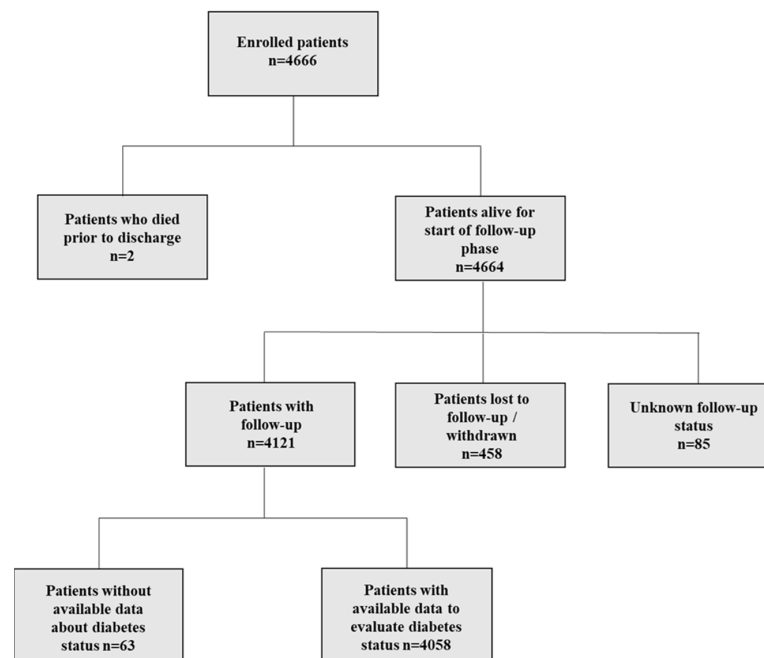 Enrolled patients
n=4666
Patients who died
prior to discharge
n=2
Patients alive for
start of follow-up
phase
n=4664
Patients with
follow-up
n=4121
Patients lost to
follow-up /
withdrawn
n=458
Unknown follow-up
status
n=85
Patients without
available data
about diabetes
status n=63
Patients with
available data to
evaluate diabetes
status n=4058